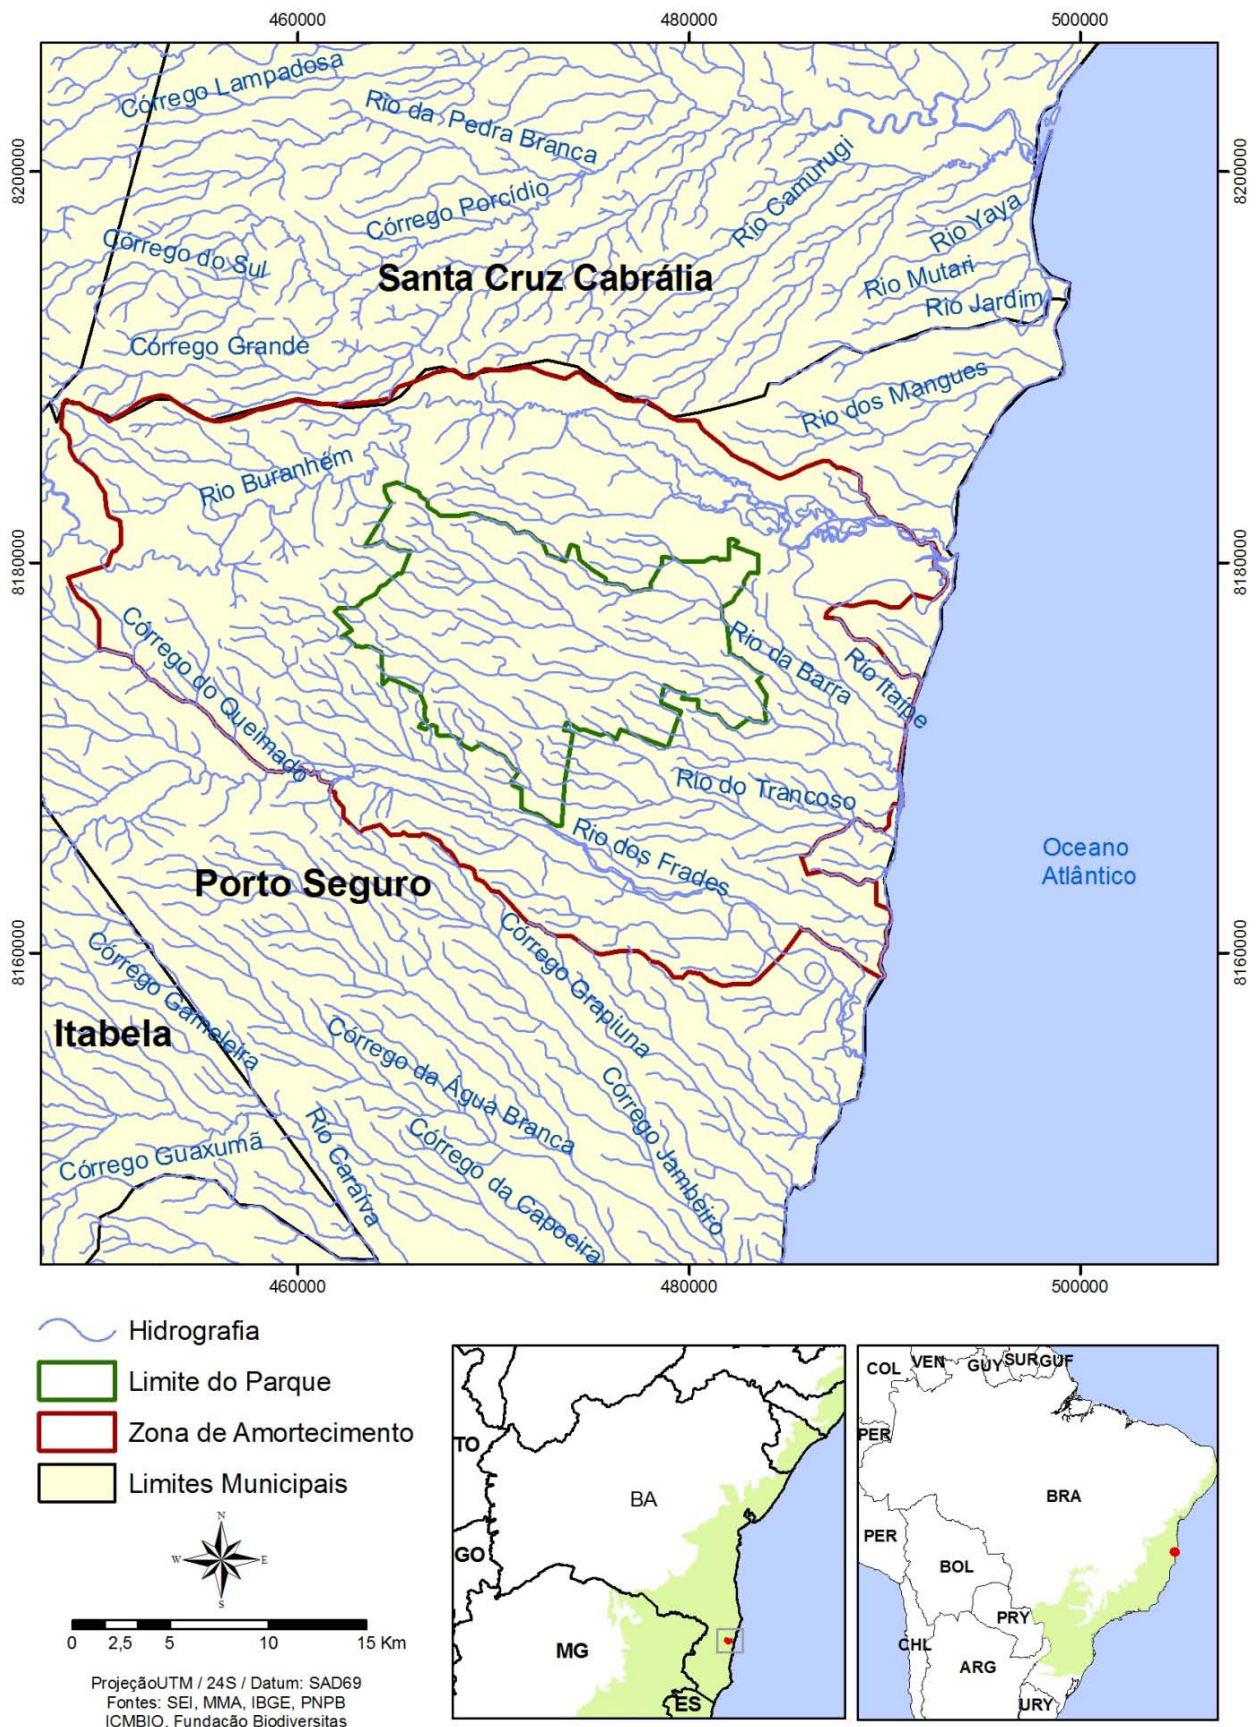 460000
480000
500000
Córrego Lampadosa
Rio da Pedra Branca
8200000
8200000
Rio Camurugi
Córrego Porcídio
Rio Yaya
Córrego do Sul
Santa Cruz Cabrália
Rio Mutari
Rio Jardim
Córrego Grande
Rio dos Mangues
Rio Buranhém
8180000
8180000
Córrego do Queimado
Rio da Barra
Rio Itaípe
Rio do Trancoso
Rio dos Frades
Oceano
Atlântico
Porto Seguro
8160000
8160000
Córrego Gameleira
Córrego Grapiuna
Itabela
Córrego da Água Branca
Córrego Jambeiro
Córrego Guaxumã
Rio Caraíva
Córrego da Capoeira
460000
480000
500000
Hidrografia
Limite do Parque
Zona de Amortecimento
Limites Municipais
N
W
E
S
0 2,5 5 10 15 Km
ProjeçãoUTM / 24S / Datum: SAD69
Fontes: SEI, MMA, IBGE, PNPB
ICMBIO, Fundação Biodiversitas
TO
BA
GO
MG
ES
COL
VEN
GUY
SUR
GUF
PER
BRA
PER
BOL
PRY
CHL
ARG
URY